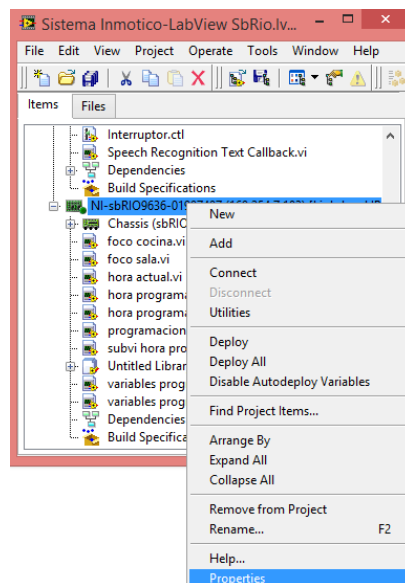 Sistema Inmotico-LabView SbRio.lv...
File Edit View Project Operate Tools Window Help
Items Files
Interruptor.ctl
Speech Recognition Text Callback.vi
Dependencies
Build Specifications
NI-sbRIO9636-01
Chassis (sbRIO
foco cocina.vi
foco sala.vi
hora actual.vi
hora programa
hora programa
programacion
subvi hora pro
Untitled Librar
variables prog
variables prog
Dependencies
Build Specifica
New
Add
Connect
Disconnect
Utilities
Deploy
Deploy All
Disable Autodeploy Variables
Find Project Items...
Arrange By
Expand All
Collapse All
Remove from Project
Rename... F2
Help...
Properties